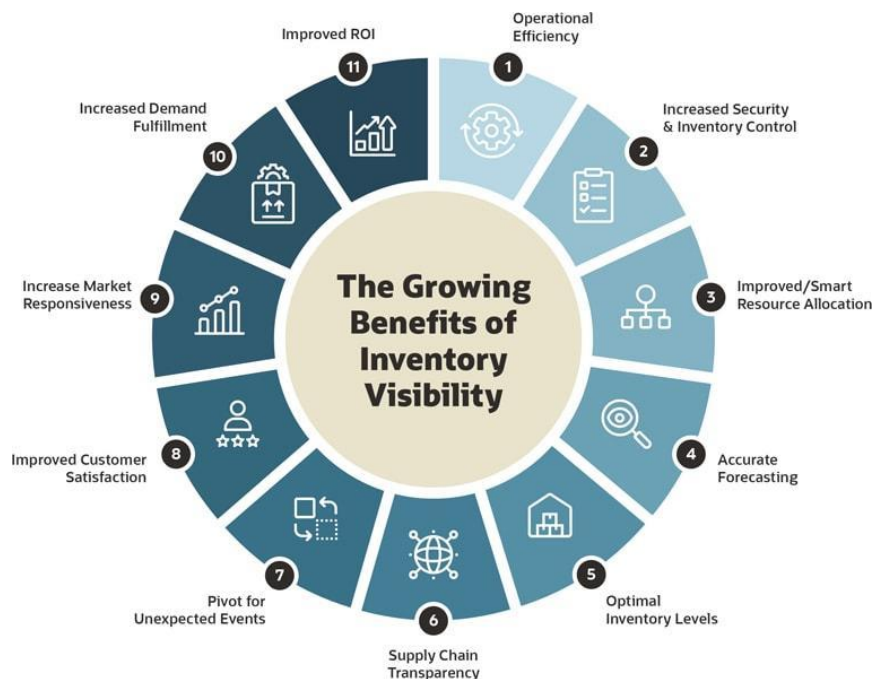 The Growing
Benefits of
Inventory
Visibility
1
Operational
Efficiency
2
Increased Security
& Inventory Control
3
Improved/Smart
Resource Allocation
4
Accurate
Forecasting
5
Optimal
Inventory Levels
6
Supply Chain
Transparency
7
Pivot for
Unexpected Events
8
Improved Customer
Satisfaction
9
Increase Market
Responsiveness
10
Increased Demand
Fulfillment
11
Improved ROI